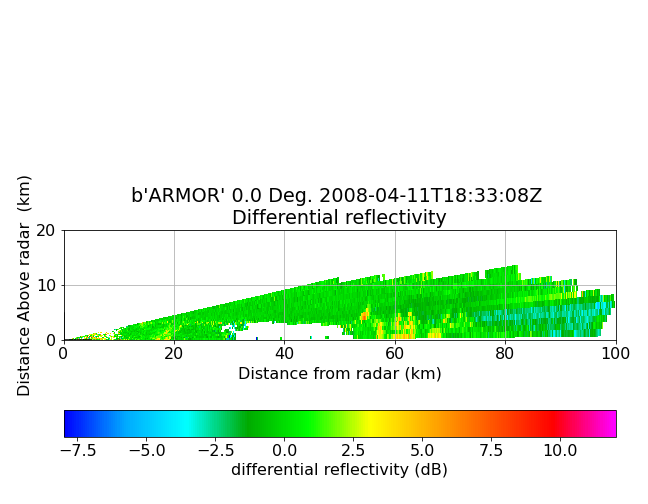 b'ARMOR' 0.0 Deg. 2008-04-11T18:33:08Z
Differential reflectivity
Distance Above radar (km)
20
10
0
0 20 40 60 80 100
Distance from radar (km)
−7.5 −5.0 −2.5 0.0 2.5 5.0 7.5 10.0
differential reflectivity (dB)